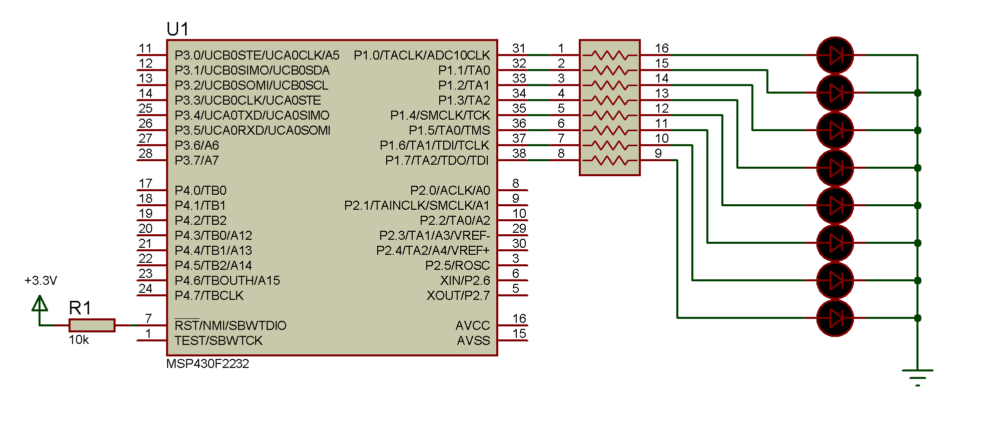 U1
11 P3.0/UCB0STE/UCA0CLK/A5 P1.0/TACLK/ADC10CLK 31 1 16
12 P3.1/UCB0SIMO/UCB0SDA P1.1/TA0 32 2 15
13 P3.2/UCB0SOMI/UCB0SCL P1.2/TA1 33 3 14
14 P3.3/UCB0CLK/UCA0STE P1.3/TA2 34 4 13
25 P3.4/UCA0TXD/UCA0SIMO P1.4/SMCLK/TCK 35 5 12
26 P3.5/UCA0RXD/UCA0SOMI P1.5/TA0/TMS 36 6 11
27 P3.6/A6 P1.6/TA1/TDI/TCLK 37 7 10
28 P3.7/A7 P1.7/TA2/TDO/TDI 38 8 9
17 P4.0/TB0 P2.0/ACLK/A0 8
18 P4.1/TB1 P2.1/TAINCLK/SMCLK/A1 9
19 P4.2/TB2 P2.2/TA0/A2 10
20 P4.3/TB0/A12 P2.3/TA1/A3/VREF- 29
21 P4.4/TB1/A13 P2.4/TA2/A4/VREF+ 30
22 P4.5/TB2/A14 P2.5/ROSC 3
23 P4.6/TBOUTH/A15 XIN/P2.6 6
24 P4.7/TBCLK XOUT/P2.7 5
+3.3V
R1
10k
7 RST/NMI/SBWTDIO AVCC 16
1 TEST/SBWTCK AVSS 15
MSP430F2232